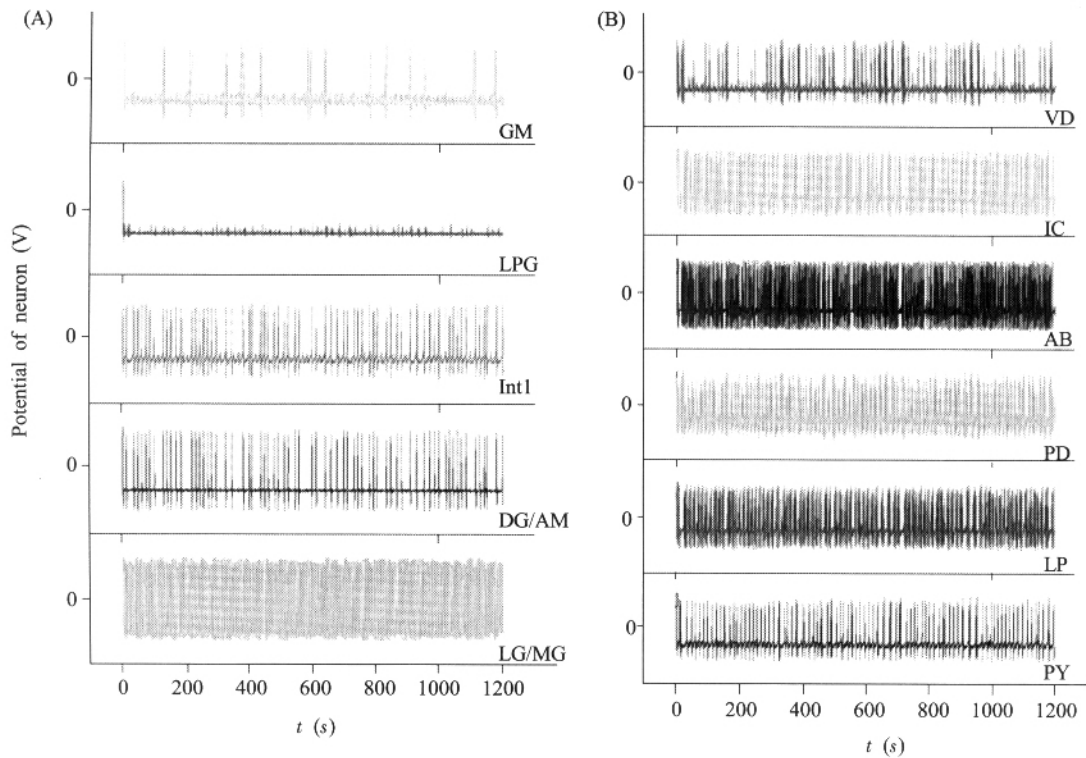 (A)
0
GM
0
LPG
0
Int1
0
DG/AM
0
LG/MG
0 200 400 600 800 1000 1200
t (s)
Potential of neuron (V)
(B)
0
VD
0
IC
0
AB
0
PD
0
LP
0
PY
0 200 400 600 800 1000 1200
t (s)